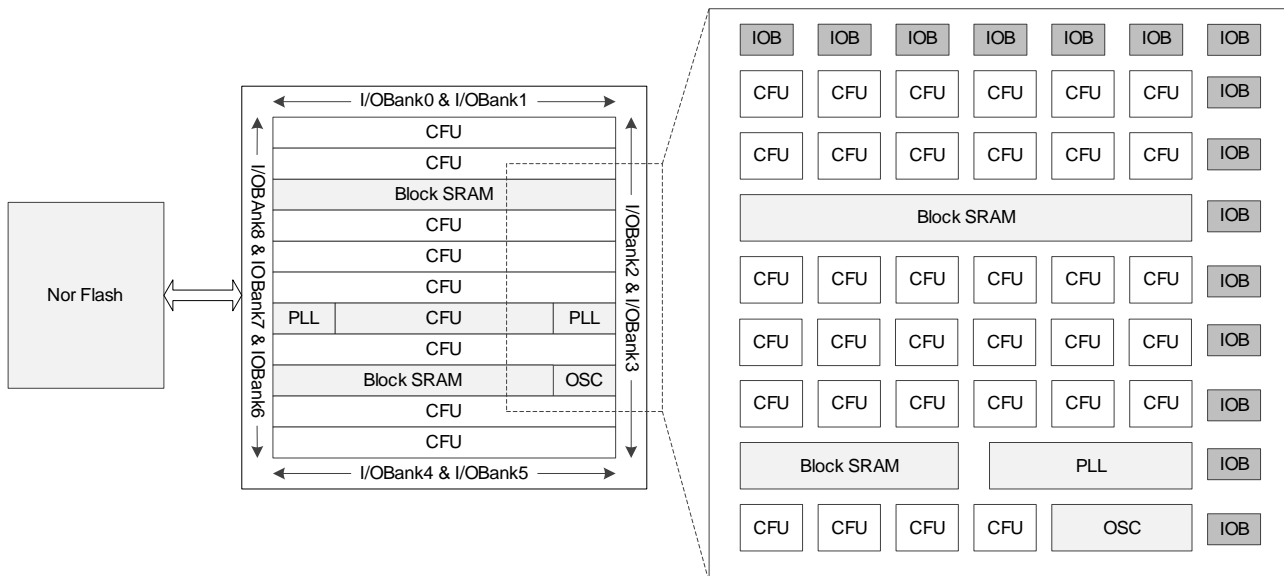 Nor Flash
I/OBank0 & I/OBank1
I/OBAnk8 & IOBank7 & IOBank6
CFU
CFU
Block SRAM
CFU
CFU
CFU
PLL CFU PLL
CFU
Block SRAM OSC
CFU
CFU
I/OBank2 & I/OBank3
I/OBank4 & I/OBank5
IOB IOB IOB IOB IOB IOB IOB
CFU CFU CFU CFU CFU CFU IOB
CFU CFU CFU CFU CFU CFU IOB
Block SRAM IOB
CFU CFU CFU CFU CFU CFU IOB
CFU CFU CFU CFU CFU CFU IOB
CFU CFU CFU CFU CFU CFU IOB
Block SRAM PLL IOB
CFU CFU CFU CFU OSC IOB